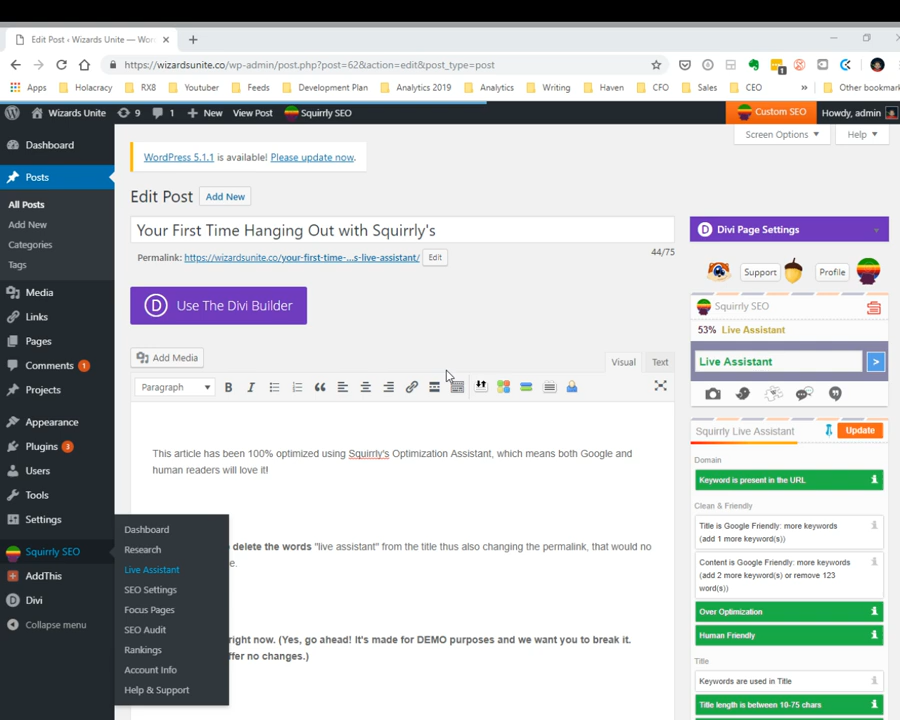 Edit Post ‹ Wizards Unite — Wor
https://wizardsunite.co/wp-admin/post.php?post=62&action=edit&post_type=post
1
Apps Holacracy RX8 Youtuber Feeds Development Plan Analytics 2019 Analytics Writing Haven CFO Sales CEO » Other bookmark
Wizards Unite 9 1 + New View Post Squirrly SEO Custom SEO Howdy, admin
Screen Options Help
Dashboard
Posts
All Posts
Add New
Categories
Tags
Media
Links
Pages
Comments 1
Projects
Appearance
Plugins 3
Users
Tools
Settings
Squirrly SEO
AddThis
Divi
Collapse menu
Dashboard
Research
Live Assistant
SEO Settings
Focus Pages
SEO Audit
Rankings
Account Info
Help & Support
WordPress 5.1.1 is available! Please update now.
Edit Post Add New
Your First Time Hanging Out with Squirrly's
Permalink: https://wizardsunite.co/your-first-time-...s-live-assistant/ Edit
44/75
D Use The Divi Builder
Add Media
Visual Text
Paragraph B I
This article has been 100% optimized using Squirrly's Optimization Assistant, which means both Google and
human readers will love it!
delete the words "live assistant" from the title thus also changing the permalink, that would no
right now. (Yes, go ahead! It's made for DEMO purposes and we want you to break it.
no changes.)
D Divi Page Settings
Support Profile
Squirrly SEO
53% Live Assistant
Live Assistant >
Squirrly Live Assistant Update
Domain
Keyword is present in the URL
Clean & Friendly
Title is Google Friendly: more keywords
(add 1 more keyword(s))
Content is Google Friendly: more keywords
(add 2 more keyword(s) or remove 123
word(s))
Over Optimization
Human Friendly
Title
Keywords are used in Title
Title length is between 10-75 chars